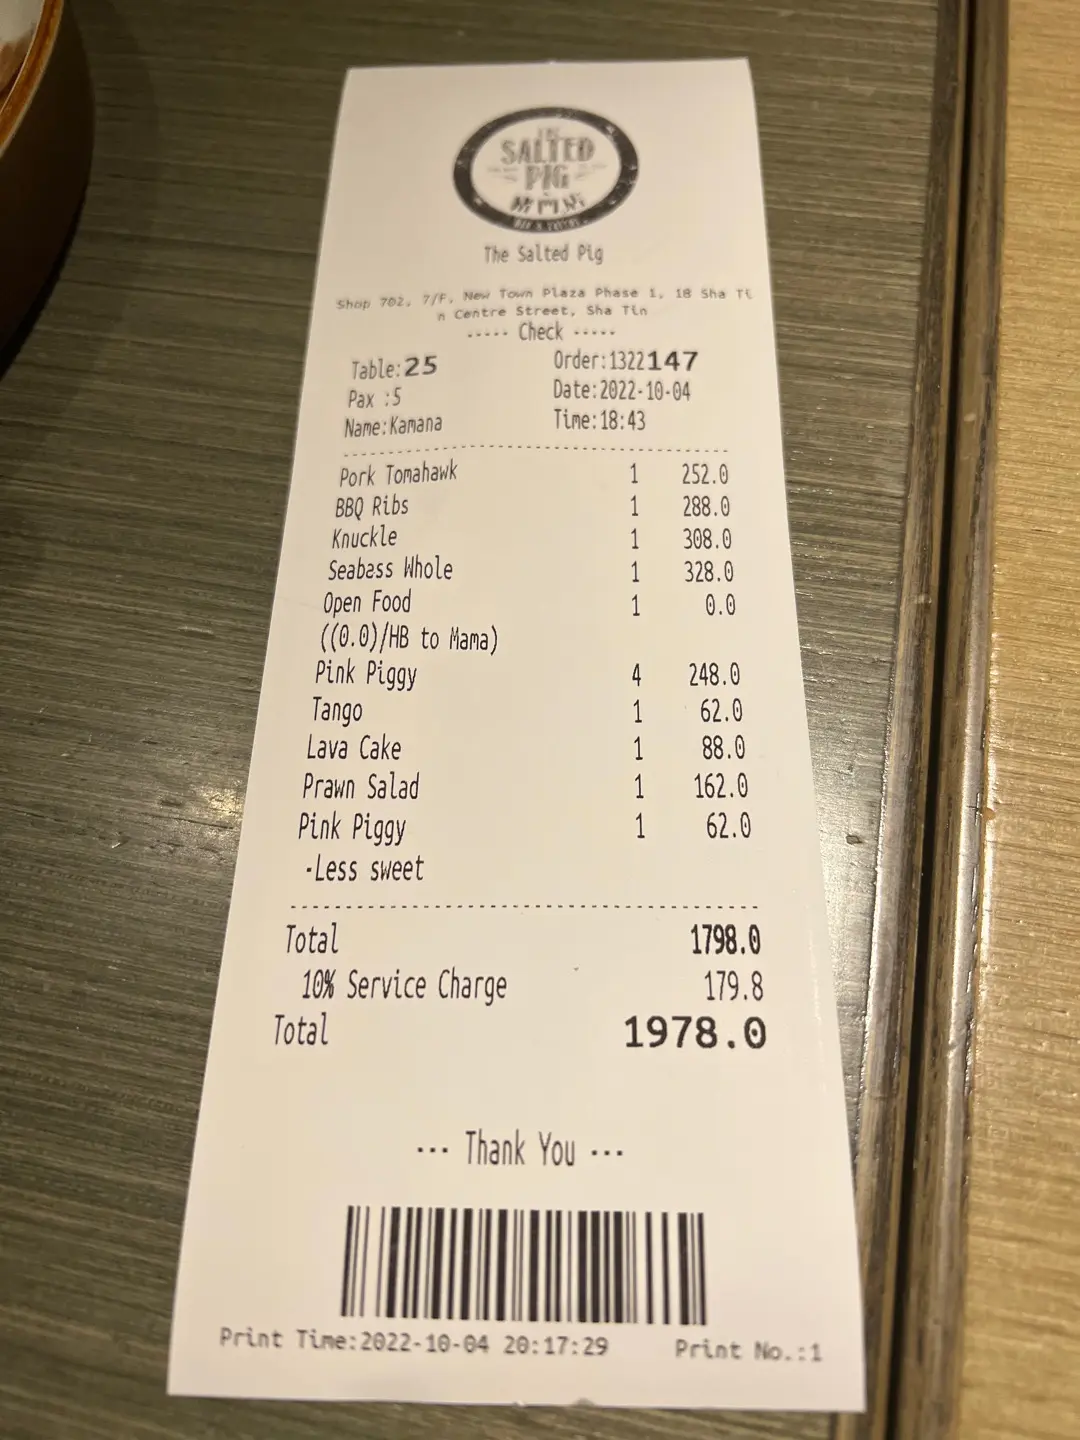 THE
SALTED
PIG
The Salted Pig
Shop 702, 7/F, New Town Plaza Phase 1, 18 Sha Ti
n Centre Street, Sha Tin
----- Check -----
Table:25 Order:1322147
Pax :5 Date:2022-10-04
Name:Kamana Time:18:43
Pork Tomahawk 1 252.0
BBQ Ribs 1 288.0
Knuckle 1 308.0
Seabass Whole 1 328.0
Open Food 1 0.0
((0.0)/HB to Mama)
Pink Piggy 4 248.0
Tango 1 62.0
Lava Cake 1 88.0
Prawn Salad 1 162.0
Pink Piggy 1 62.0
-Less sweet
Total 1798.0
10% Service Charge 179.8
Total 1978.0
--- Thank You ---
Print Time:2022-10-04 20:17:29 Print No.:1